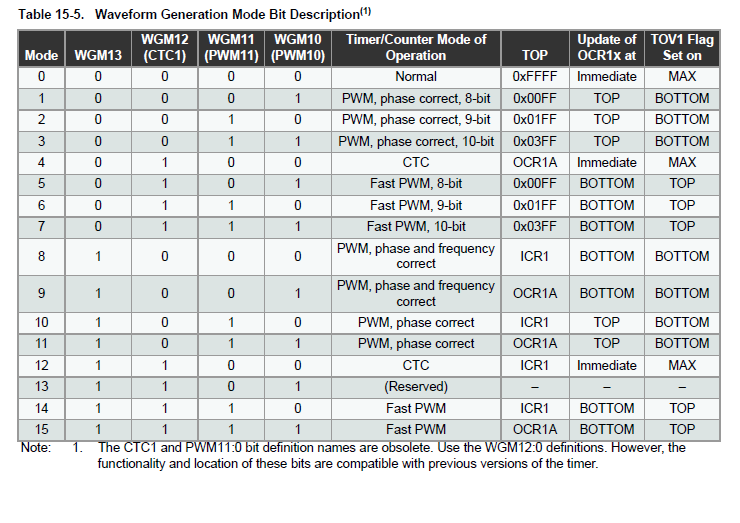 Table 15-5. Waveform Generation Mode Bit Description(1)
Mode WGM13 WGM12 (CTC1) WGM11 (PWM11) WGM10 (PWM10) Timer/Counter Mode of Operation TOP Update of OCR1x at TOV1 Flag Set on
0 0 0 0 0 Normal 0xFFFF Immediate MAX
1 0 0 0 1 PWM, phase correct, 8-bit 0x00FF TOP BOTTOM
2 0 0 1 0 PWM, phase correct, 9-bit 0x01FF TOP BOTTOM
3 0 0 1 1 PWM, phase correct, 10-bit 0x03FF TOP BOTTOM
4 0 1 0 0 CTC OCR1A Immediate MAX
5 0 1 0 1 Fast PWM, 8-bit 0x00FF BOTTOM TOP
6 0 1 1 0 Fast PWM, 9-bit 0x01FF BOTTOM TOP
7 0 1 1 1 Fast PWM, 10-bit 0x03FF BOTTOM TOP
8 1 0 0 0 PWM, phase and frequency correct ICR1 BOTTOM BOTTOM
9 1 0 0 1 PWM, phase and frequency correct OCR1A BOTTOM BOTTOM
10 1 0 1 0 PWM, phase correct ICR1 TOP BOTTOM
11 1 0 1 1 PWM, phase correct OCR1A TOP BOTTOM
12 1 1 0 0 CTC ICR1 Immediate MAX
13 1 1 0 1 (Reserved) – – –
14 1 1 1 0 Fast PWM ICR1 BOTTOM TOP
15 1 1 1 1 Fast PWM OCR1A BOTTOM TOP
Note: 1. The CTC1 and PWM11:0 bit definition names are obsolete. Use the WGM12:0 definitions. However, the
functionality and location of these bits are compatible with previous versions of the timer.